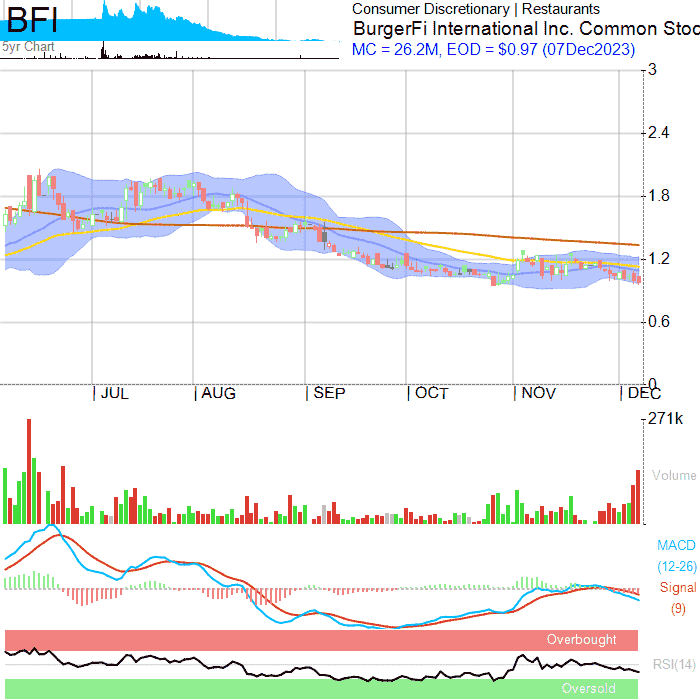 BFI
5yr Chart
Consumer Discretionary | Restaurants
BurgerFi International Inc. Common Stoc
MC = 26.2M, EOD = $0.97 (07Dec2023)
3
2.4
1.8
1.2
0.6
0
JUL AUG SEP OCT NOV DEC
271k
Volume
MACD
(12-26)
Signal
(9)
Overbought
RSI(14)
Oversold